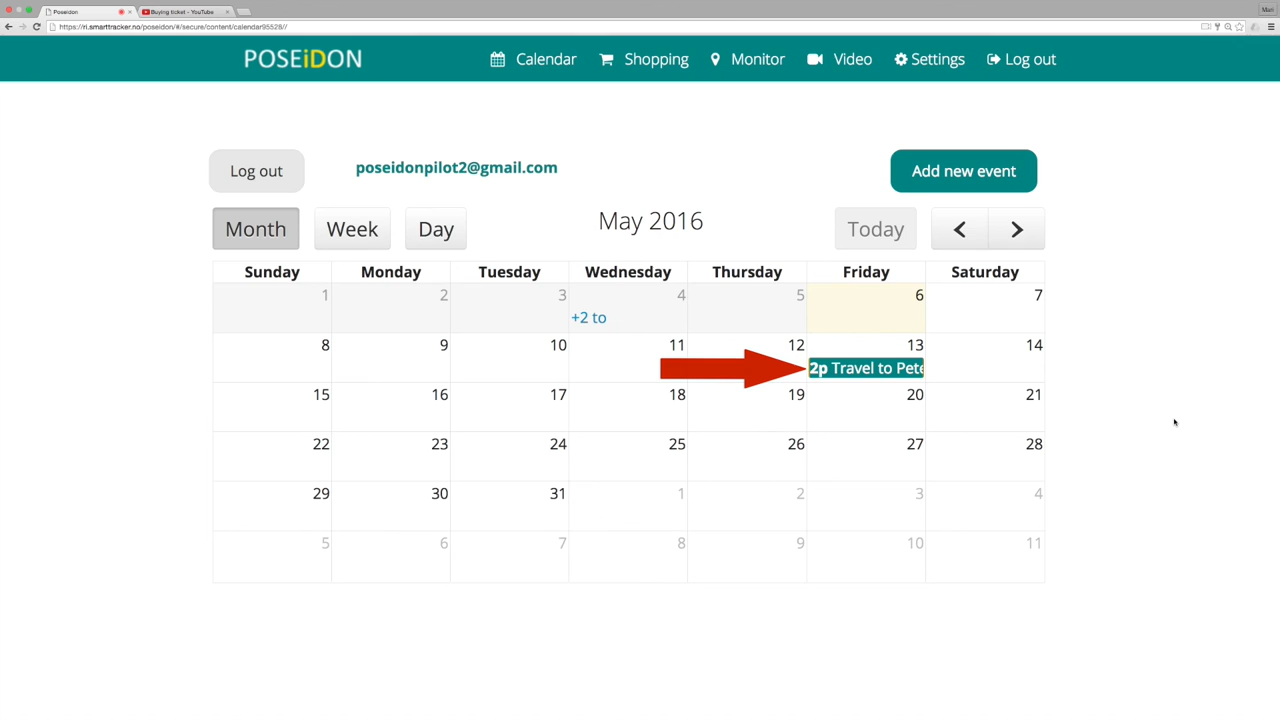 Poseidon
Buying ticket - YouTube
Mari
https://ri.smarttracker.no/poseidon/#/secure/content/calendar95528//
POSEiDON Calendar Shopping Monitor Video Settings Log out
Log out poseidonpilot2@gmail.com Add new event
Month Week Day May 2016 Today
Sunday Monday Tuesday Wednesday Thursday Friday Saturday
1 2 3 4 5 6 7
+2 to
8 9 10 11 12 13 14
2p Travel to Pete
15 16 17 18 19 20 21
22 23 24 25 26 27 28
29 30 31 1 2 3 4
5 6 7 8 9 10 11